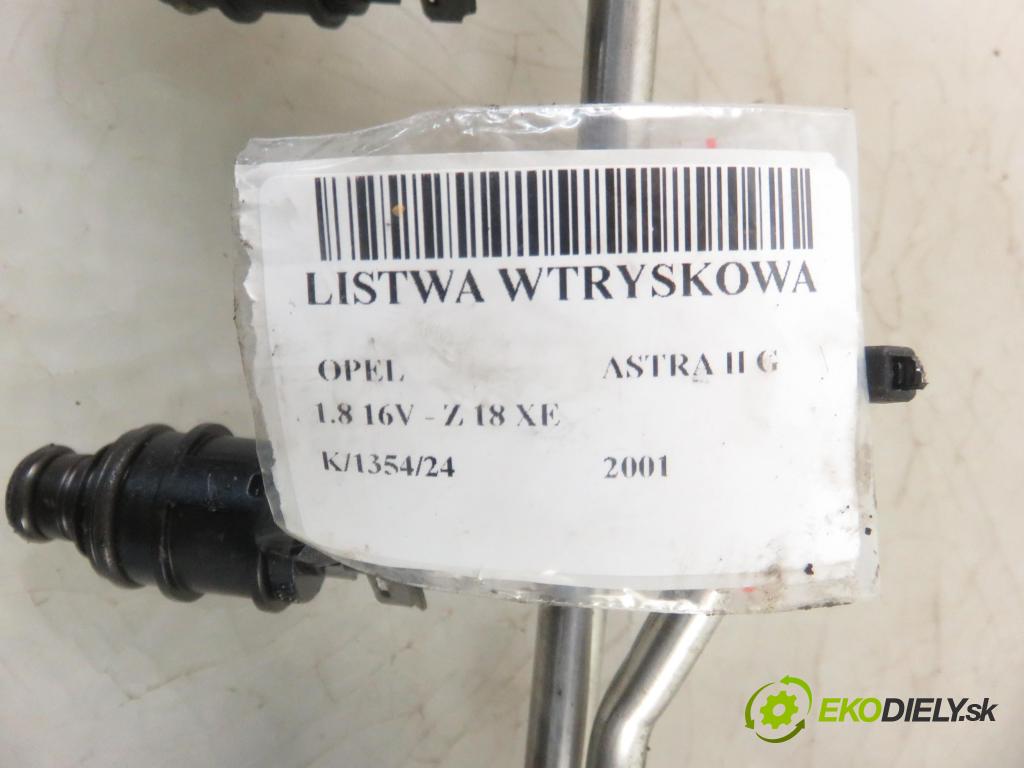 LISTWA WTRYSKOWA
OPEL ASTRA II G
1.8 16V - Z 18 XE
K/1354/24 2001
EKODIELY.sk